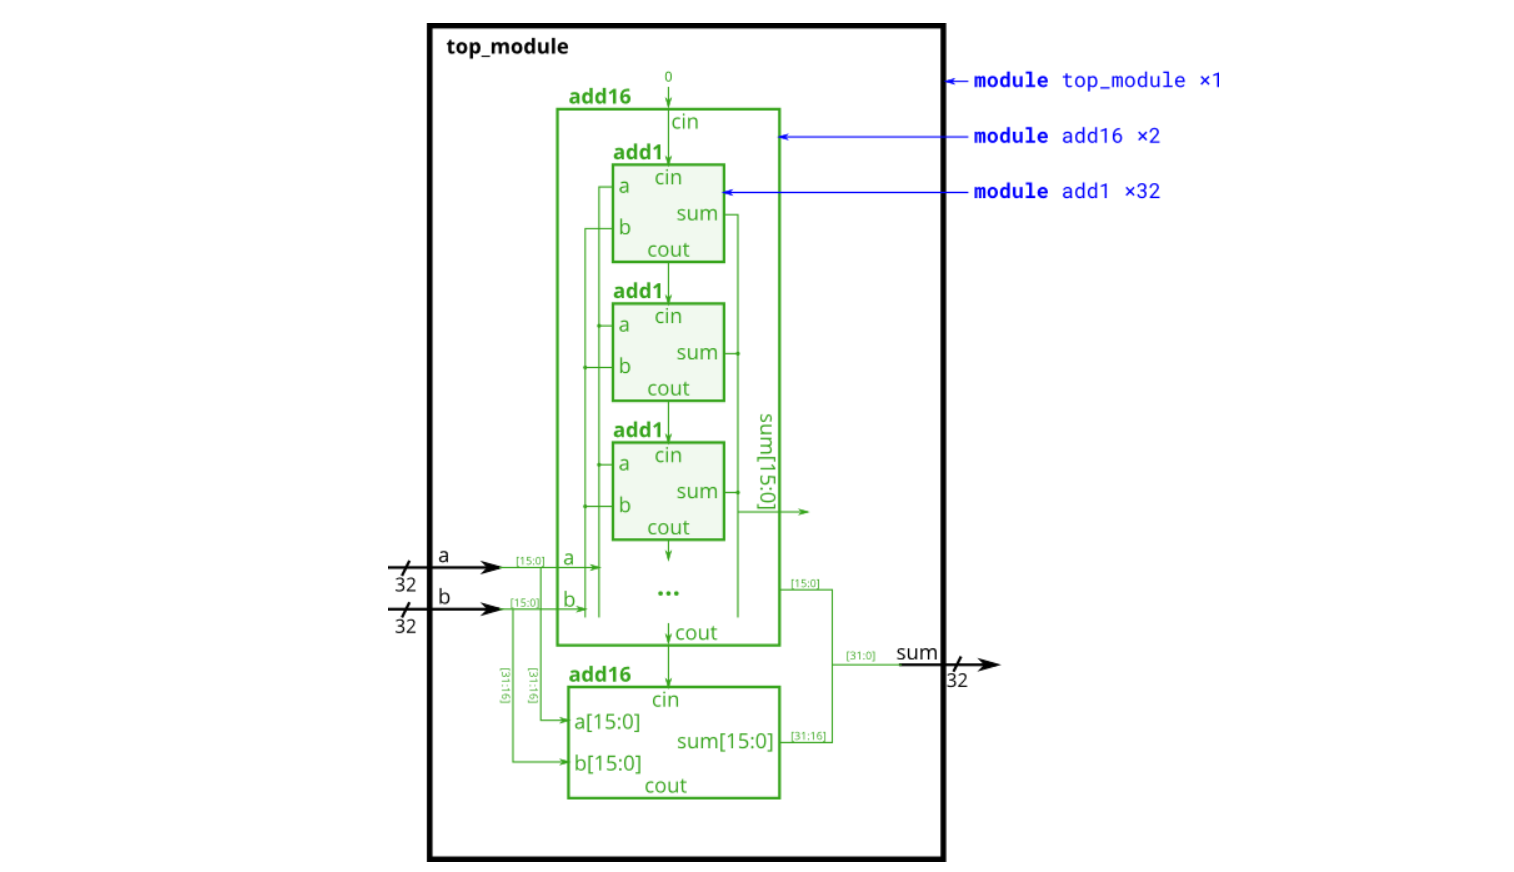 top_module
0
module top_module ×1
add16
cin
module add16 ×2
add1
cin
a
module add1 ×32
sum
b
cout
add1
cin
a
sum
b
cout
add1
cin
a
sum
b
cout
sum[15:0]
a
[15:0]
a
32
b
[15:0]
b
32
...
[15:0]
cout
[31:16]
[31:16]
[31:0]
sum
32
add16
cin
a[15:0]
sum[15:0]
[31:16]
b[15:0]
cout